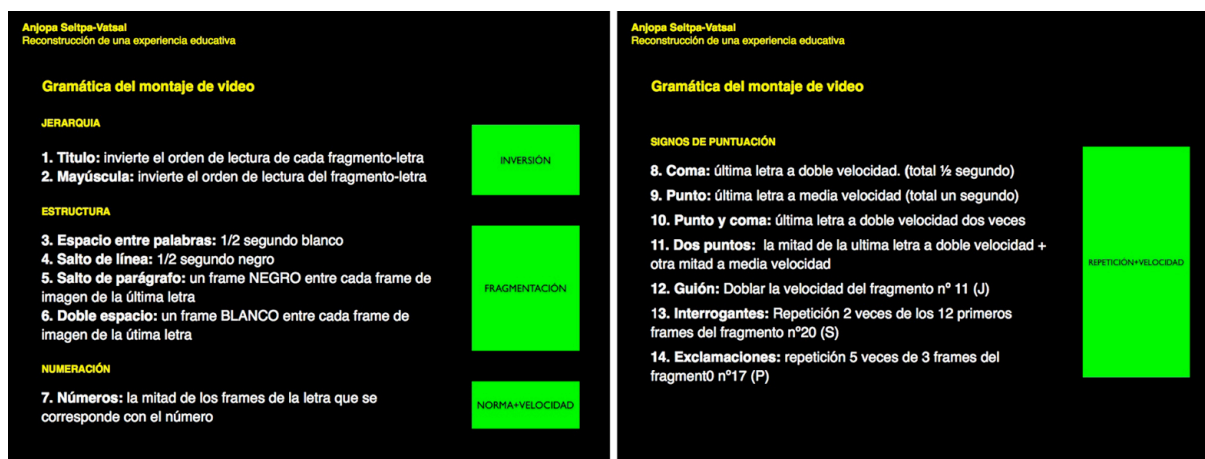 Anjopa Seitpa-Vatsal
Reconstrucción de una experiencia educativa
Gramática del montaje de video
JERARQUIA
1. Titulo: invierte el orden de lectura de cada fragmento-letra
2. Mayúscula: invierte el orden de lectura del fragmento-letra
INVERSIÓN
ESTRUCTURA
3. Espacio entre palabras: 1/2 segundo blanco
4. Salto de línea: 1/2 segundo negro
5. Salto de parágrafo: un frame NEGRO entre cada frame de
imagen de la última letra
6. Doble espacio: un frame BLANCO entre cada frame de
imagen de la útima letra
FRAGMENTACIÓN
NUMERACIÓN
7. Números: la mitad de los frames de la letra que se
corresponde con el número
NORMA+VELOCIDAD
Anjopa Seitpa-Vatsal
Reconstrucción de una experiencia educativa
Gramática del montaje de video
SIGNOS DE PUNTUACIÓN
8. Coma: última letra a doble velocidad. (total ½ segundo)
9. Punto: última letra a media velocidad (total un segundo)
10. Punto y coma: última letra a doble velocidad dos veces
11. Dos puntos: la mitad de la ultima letra a doble velocidad +
otra mitad a media velocidad
12. Guión: Doblar la velocidad del fragmento nº 11 (J)
13. Interrogantes: Repetición 2 veces de los 12 primeros
frames del fragmento nº20 (S)
14. Exclamaciones: repetición 5 veces de 3 frames del
fragment0 nº17 (P)
REPETICIÓN+VELOCIDAD